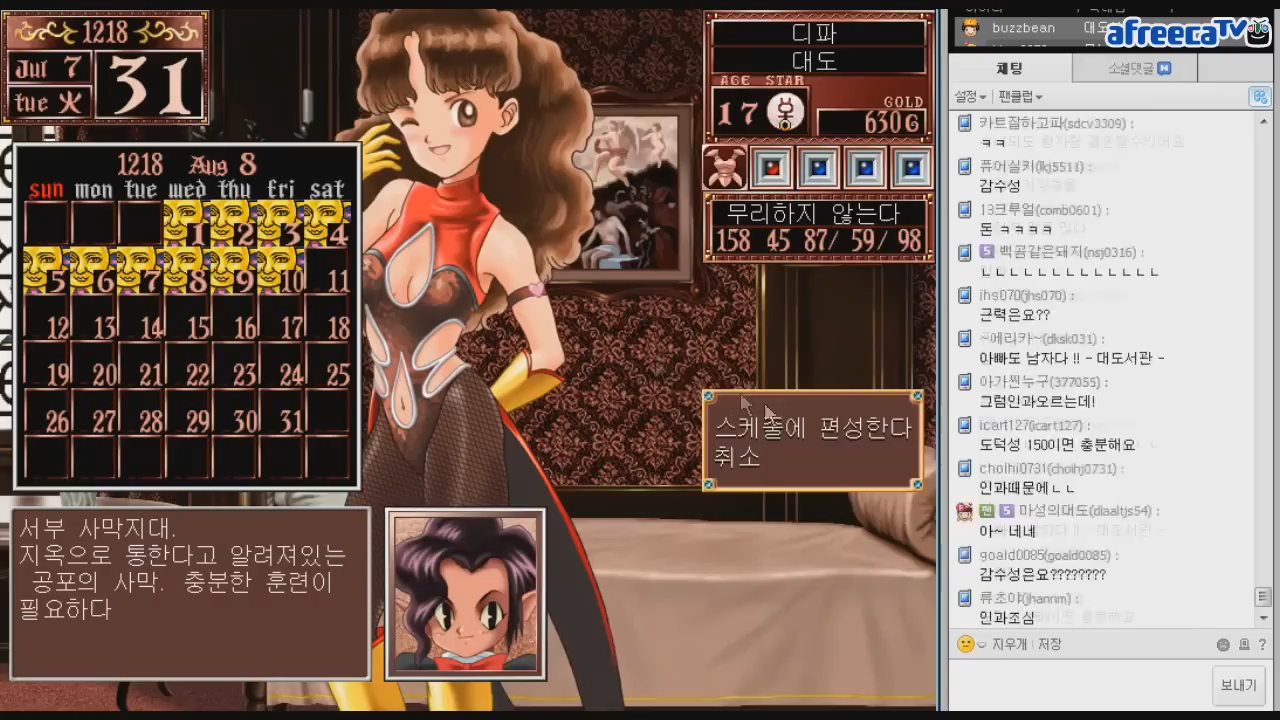 1218
Jul 7
tue 火
31
1218 Aug 8
sun mon tue wed thu fri sat
1 2 3 4
5 6 7 8 9 10 11
12 13 14 15 16 17 18
19 20 21 22 23 24 25
26 27 28 29 30 31
서부 사막지대.
지옥으로 통한다고 알려져있는
공포의 사막. 충분한 훈련이
필요하다
디파
대도
AGE STAR
17
GOLD
630G
무리하지 않는다
158 45 87/ 59/ 98
스케줄에 편성한다
취소
buzzbean
afreecaTV
채팅
소셜댓글 N
설정 팬클럽
카트잡하고파(sdcv3309) :
ㅋㅋ
퓨어실키(kj5511) :
감수성
13크루얼(comb0601) :
돈 ㅋㅋㅋㅋ
5 백곰같은돼지(nsj0316) :
ㄴㄴㄴㄴㄴㄴㄴㄴㄴㄴㄴ
jhs070(jhs070) :
근력은요??
~에리카~(dksk031) :
아빠도 남자다 !! - 대도서관 -
아가찐누구(377055) :
그럼인과오르는데!
icart127(icart127) :
도덕성 150이면 충분해요
choihi0731(choihj0731) :
인과때문에ㄴㄴ
팬 5 마성의대도(dlaaltjs54) :
아~ 네네
goald0085(goald0085) :
감수성은요????????
류초야(jhanrim) :
인과조심
지우개 저장
?
보내기